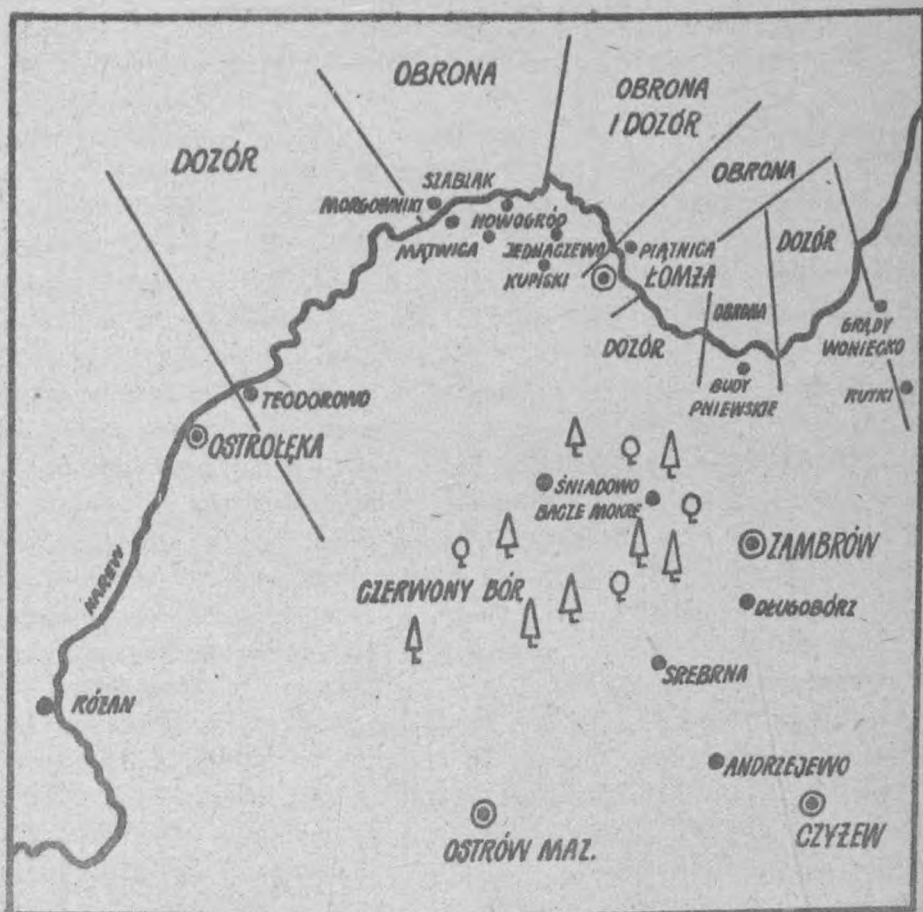 OBRONA
OBRONA
I DOZÓR
DOZÓR
OBRONA
SZABLAK
MORGOWNIKI
NOWOGRÓD
MĄTWICA
JEDNACZEWO
PIĄTNICA
DOZÓR
KUPISKI
ŁOMŻA
OBRONA
GRĄDY
WONIECKO
DOZÓR
BUDY
PNIEWSKIE
RUTKI
TEODOROWO
OSTROŁĘKA
ŚNIADOWO
BACZE MOKRE
ZAMBRÓW
NAREW
CZERWONY BÓR
DŁUGOBÓRZ
SREBRNA
RÓŻAN
ANDRZEJEWO
OSTRÓW MAZ.
CZYŻEW